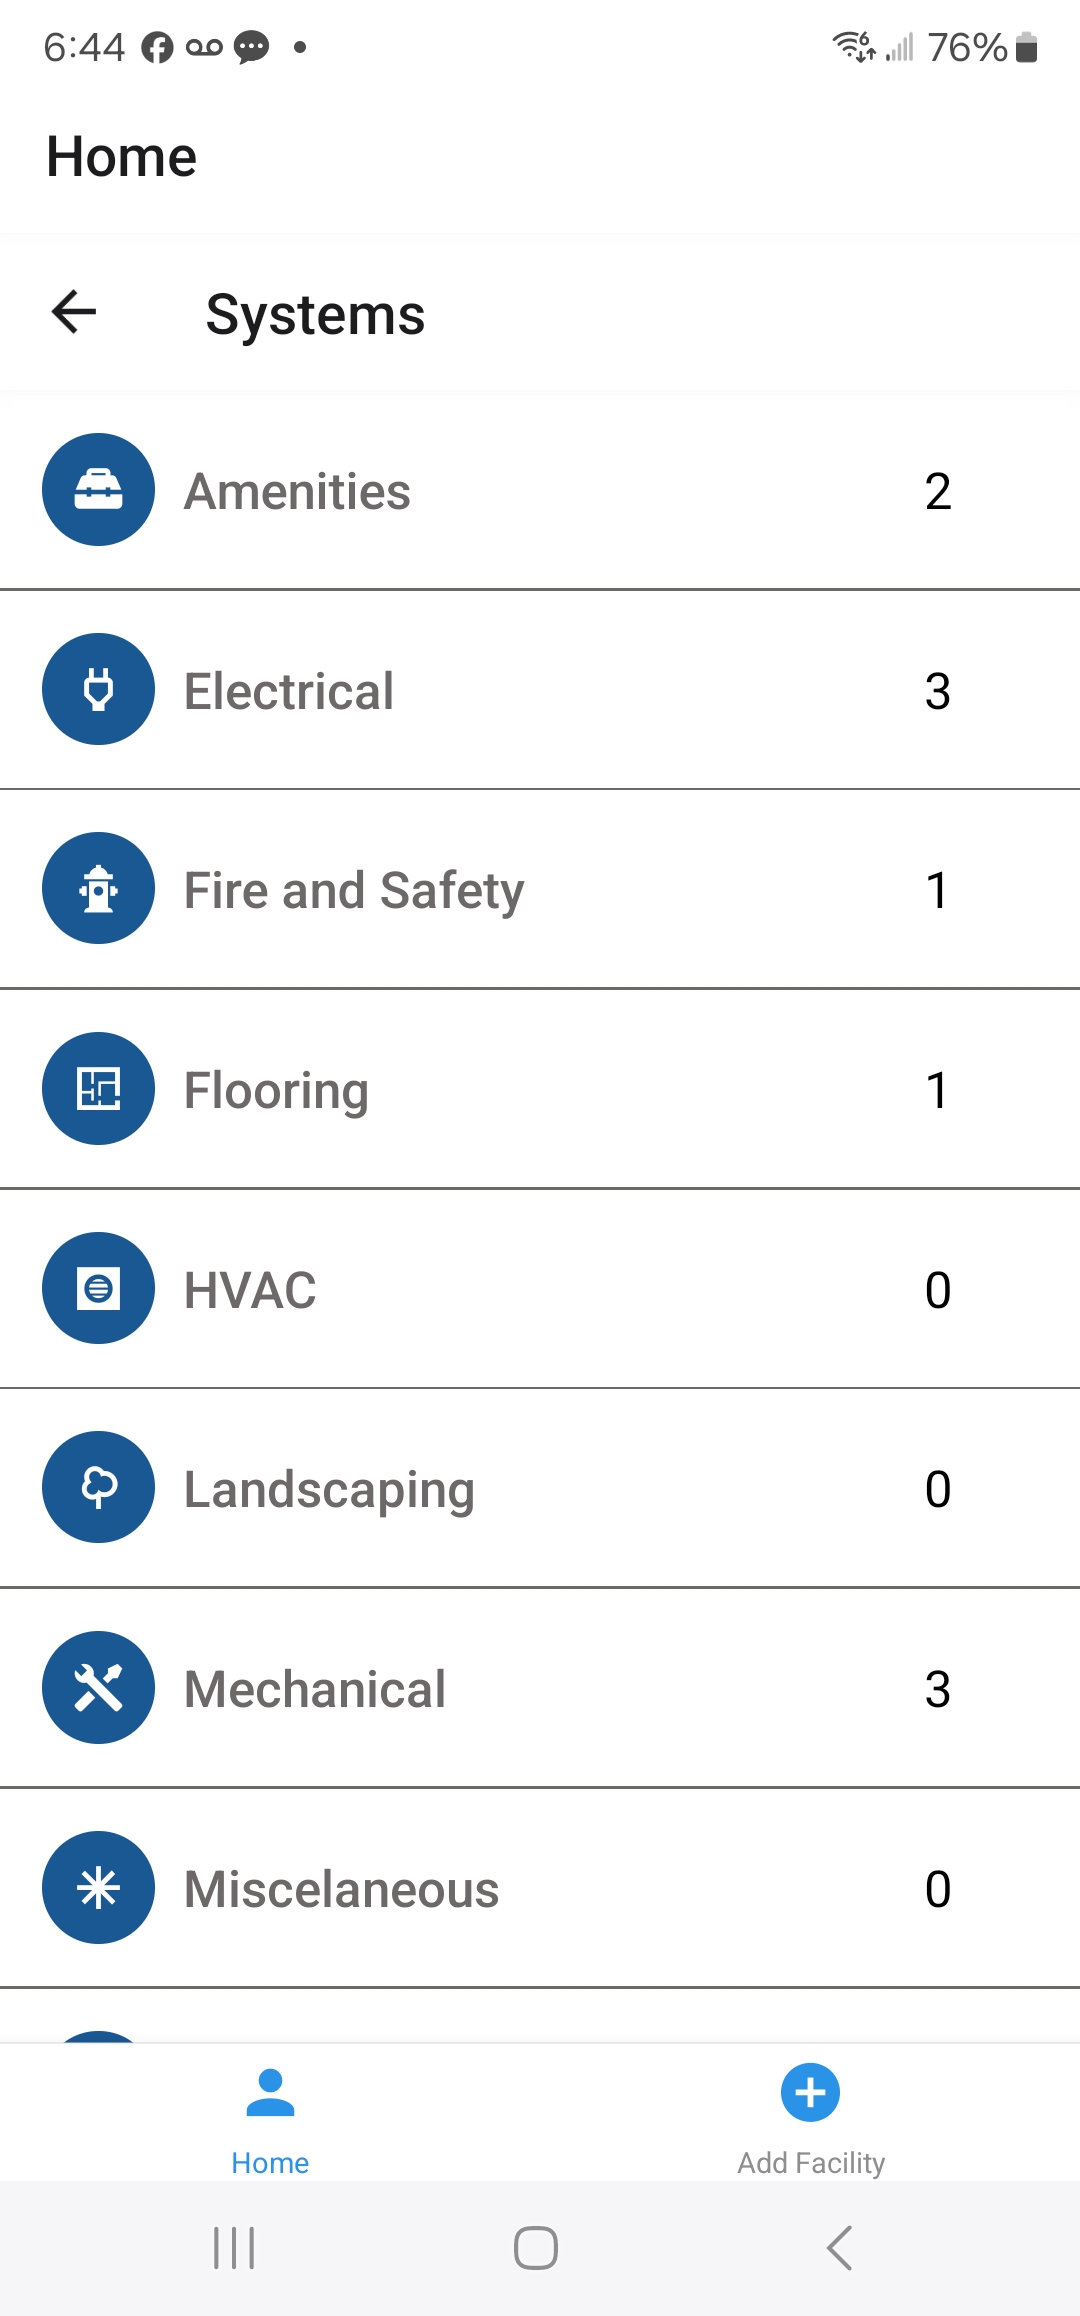 6:44
6
76%
Home
Systems
Amenities 2
Electrical 3
Fire and Safety 1
Flooring 1
HVAC 0
Landscaping 0
Mechanical 3
Miscelaneous 0
Home Add Facility